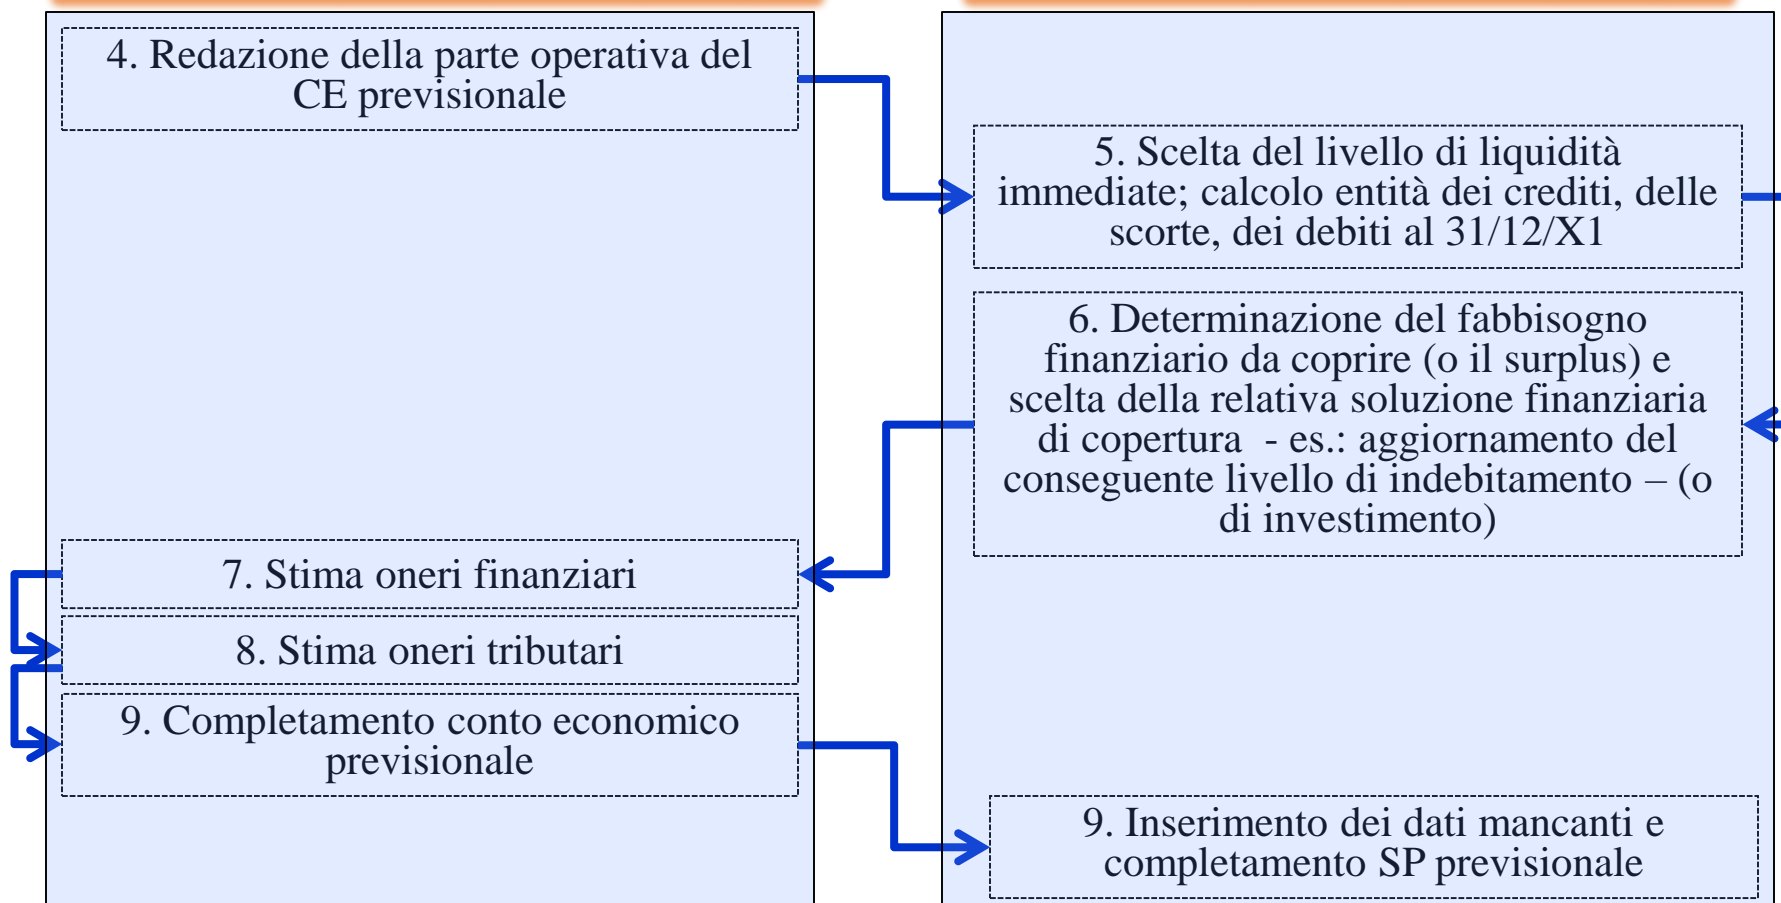 4. Redazione della parte operativa del
CE previsionale
5. Scelta del livello di liquidità
immediate; calcolo entità dei crediti, delle
scorte, dei debiti al 31/12/X1
6. Determinazione del fabbisogno
finanziario da coprire (o il surplus) e
scelta della relativa soluzione finanziaria
di copertura  - es.: aggiornamento del
conseguente livello di indebitamento – (o
di investimento)
7. Stima oneri finanziari
8. Stima oneri tributari
9. Completamento conto economico
previsionale
9. Inserimento dei dati mancanti e
completamento SP previsionale